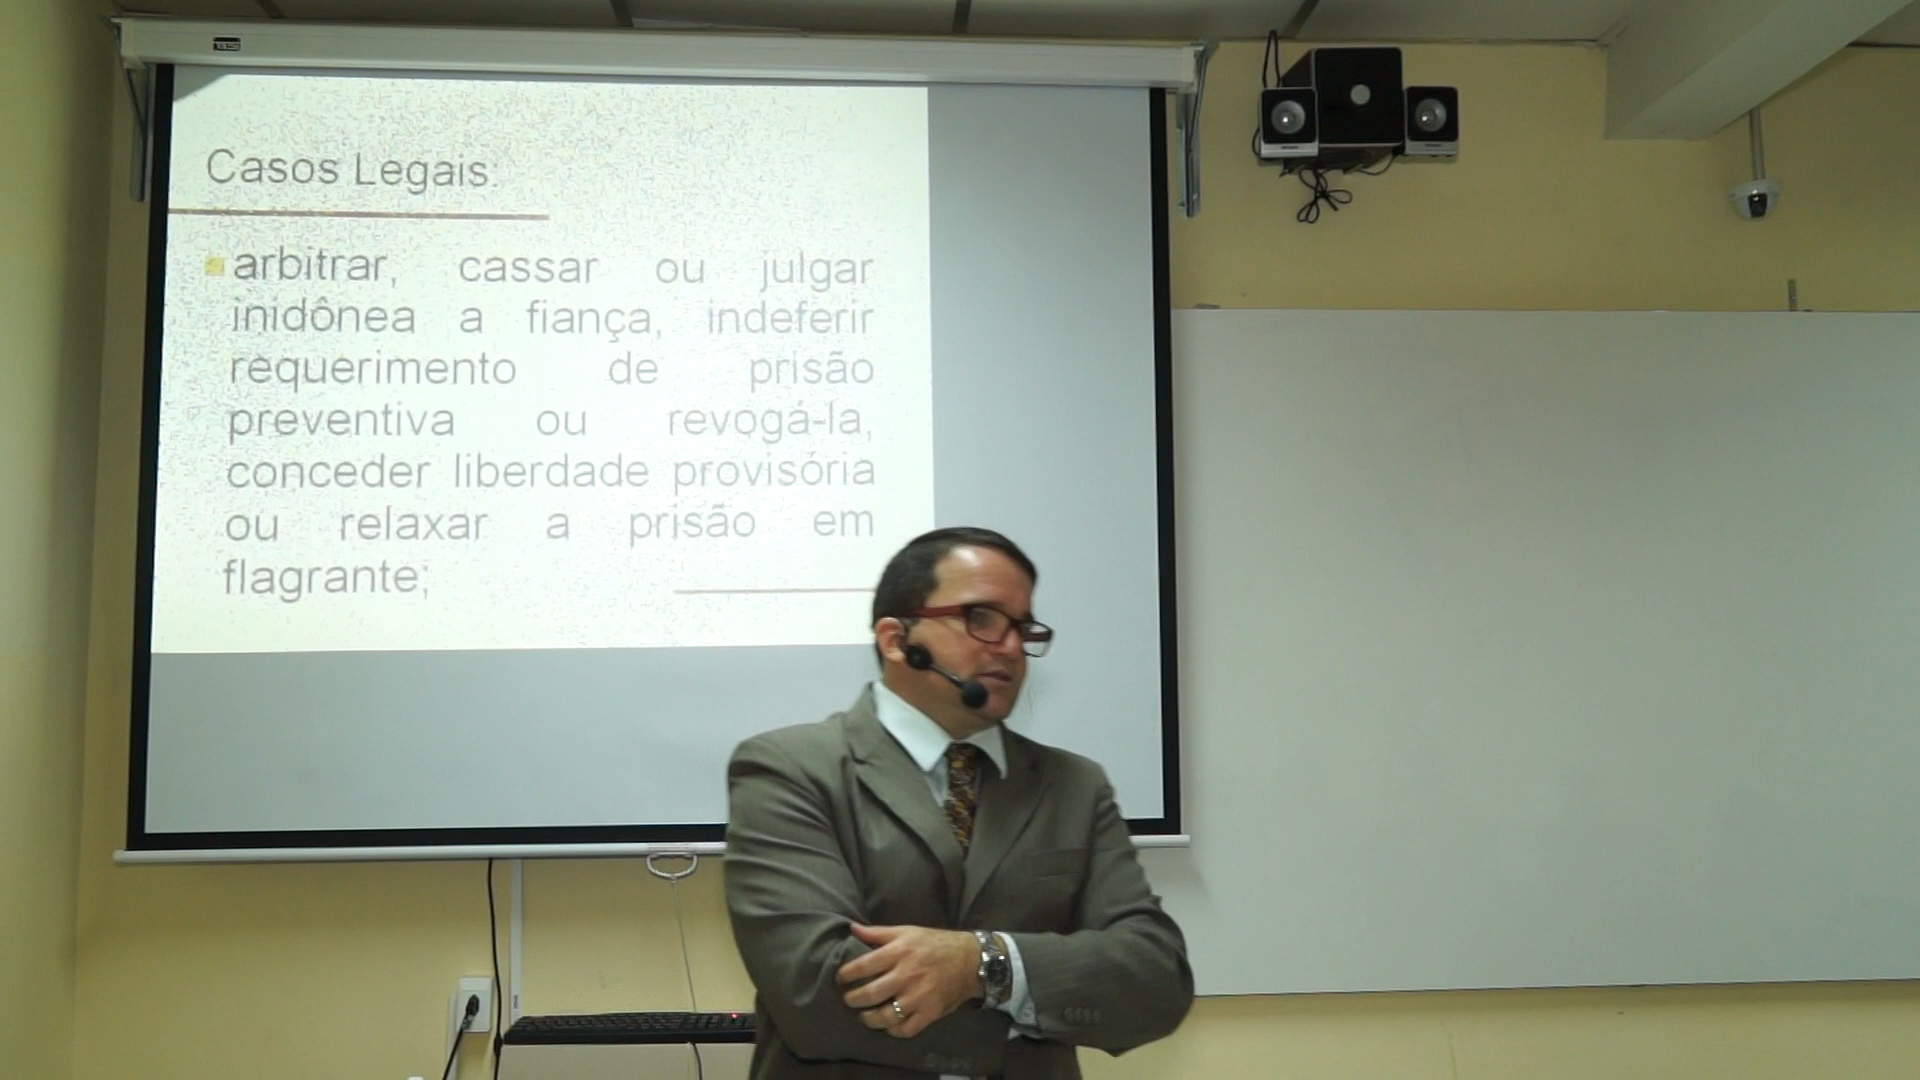 Casos Legais:
arbitrar, cassar ou julgar
inidônea a fiança, indeferir
requerimento de prisão
preventiva ou revogá-la,
conceder liberdade provisória
ou relaxar a prisão em
flagrante;